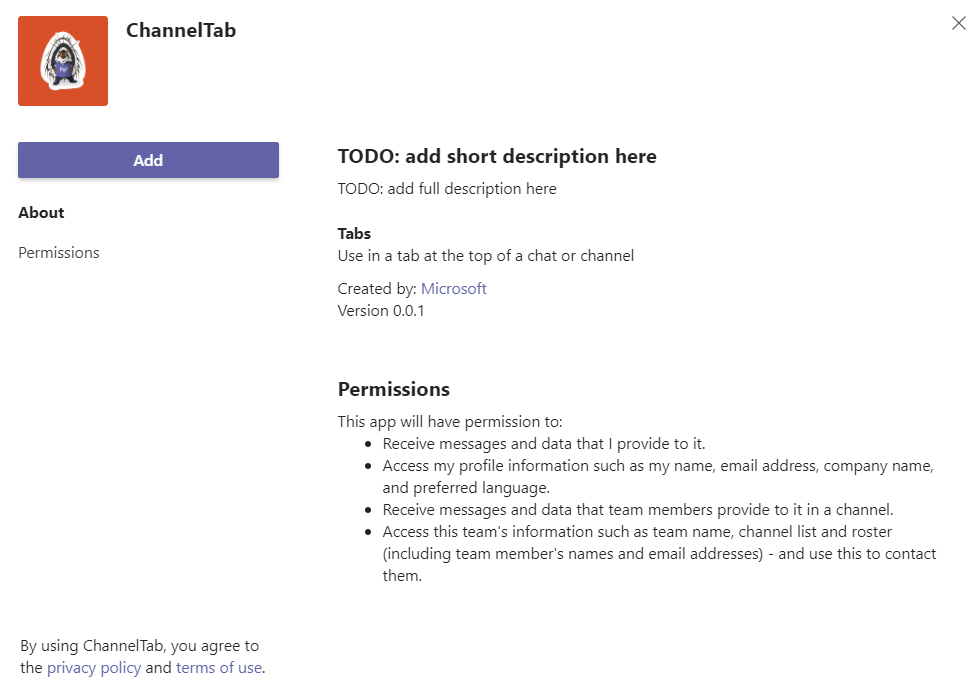 ChannelTab
Add
About
Permissions
TODO: add short description here
TODO: add full description here
Tabs
Use in a tab at the top of a chat or channel
Created by: Microsoft
Version 0.0.1
Permissions
This app will have permission to:
• Receive messages and data that I provide to it.
• Access my profile information such as my name, email address, company name,
and preferred language.
• Receive messages and data that team members provide to it in a channel.
• Access this team's information such as team name, channel list and roster
(including team member's names and email addresses) - and use this to contact
them.
By using ChannelTab, you agree to
the privacy policy and terms of use.